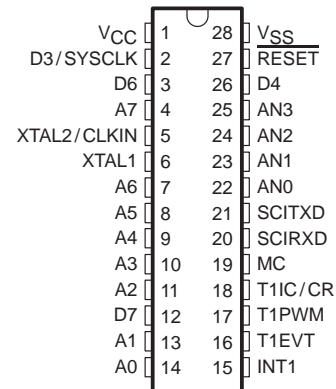 VCC 1 28 VSS
D3/SYSCLK 2 27 RESET
D6 3 26 D4
A7 4 25 AN3
XTAL2/CLKIN 5 24 AN2
XTAL1 6 23 AN1
A6 7 22 AN0
A5 8 21 SCITXD
A4 9 20 SCIRXD
A3 10 19 MC
A2 11 18 T1IC/CR
D7 12 17 T1PWM
A1 13 16 T1EVT
A0 14 15 INT1